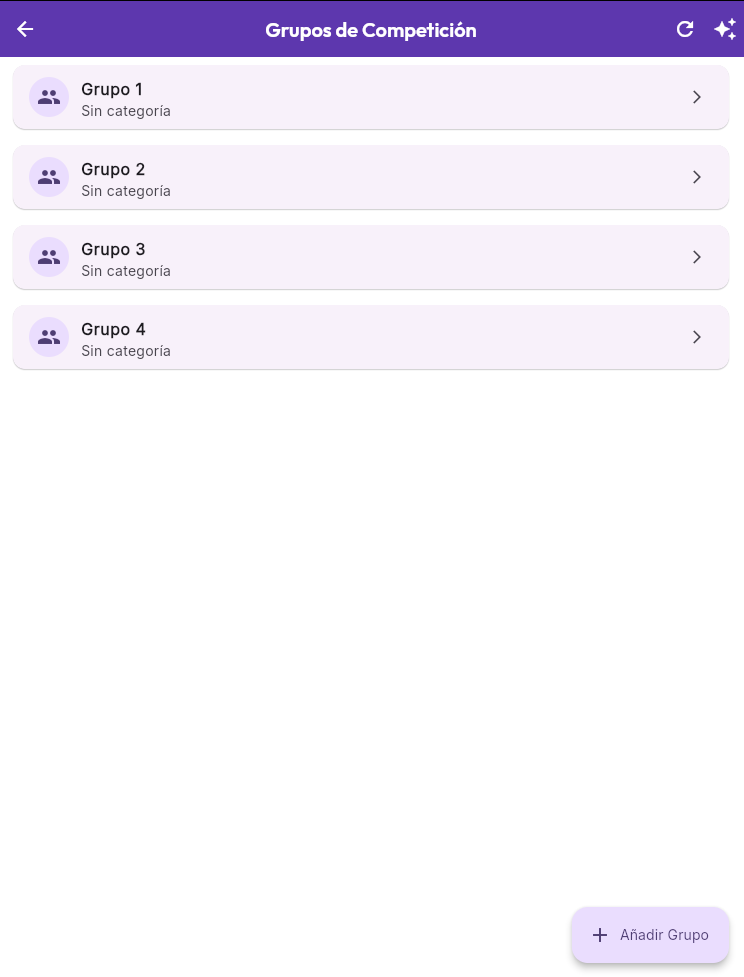 Grupos de Competición
Grupo 1
Sin categoría
Grupo 2
Sin categoría
Grupo 3
Sin categoría
Grupo 4
Sin categoría
Añadir Grupo